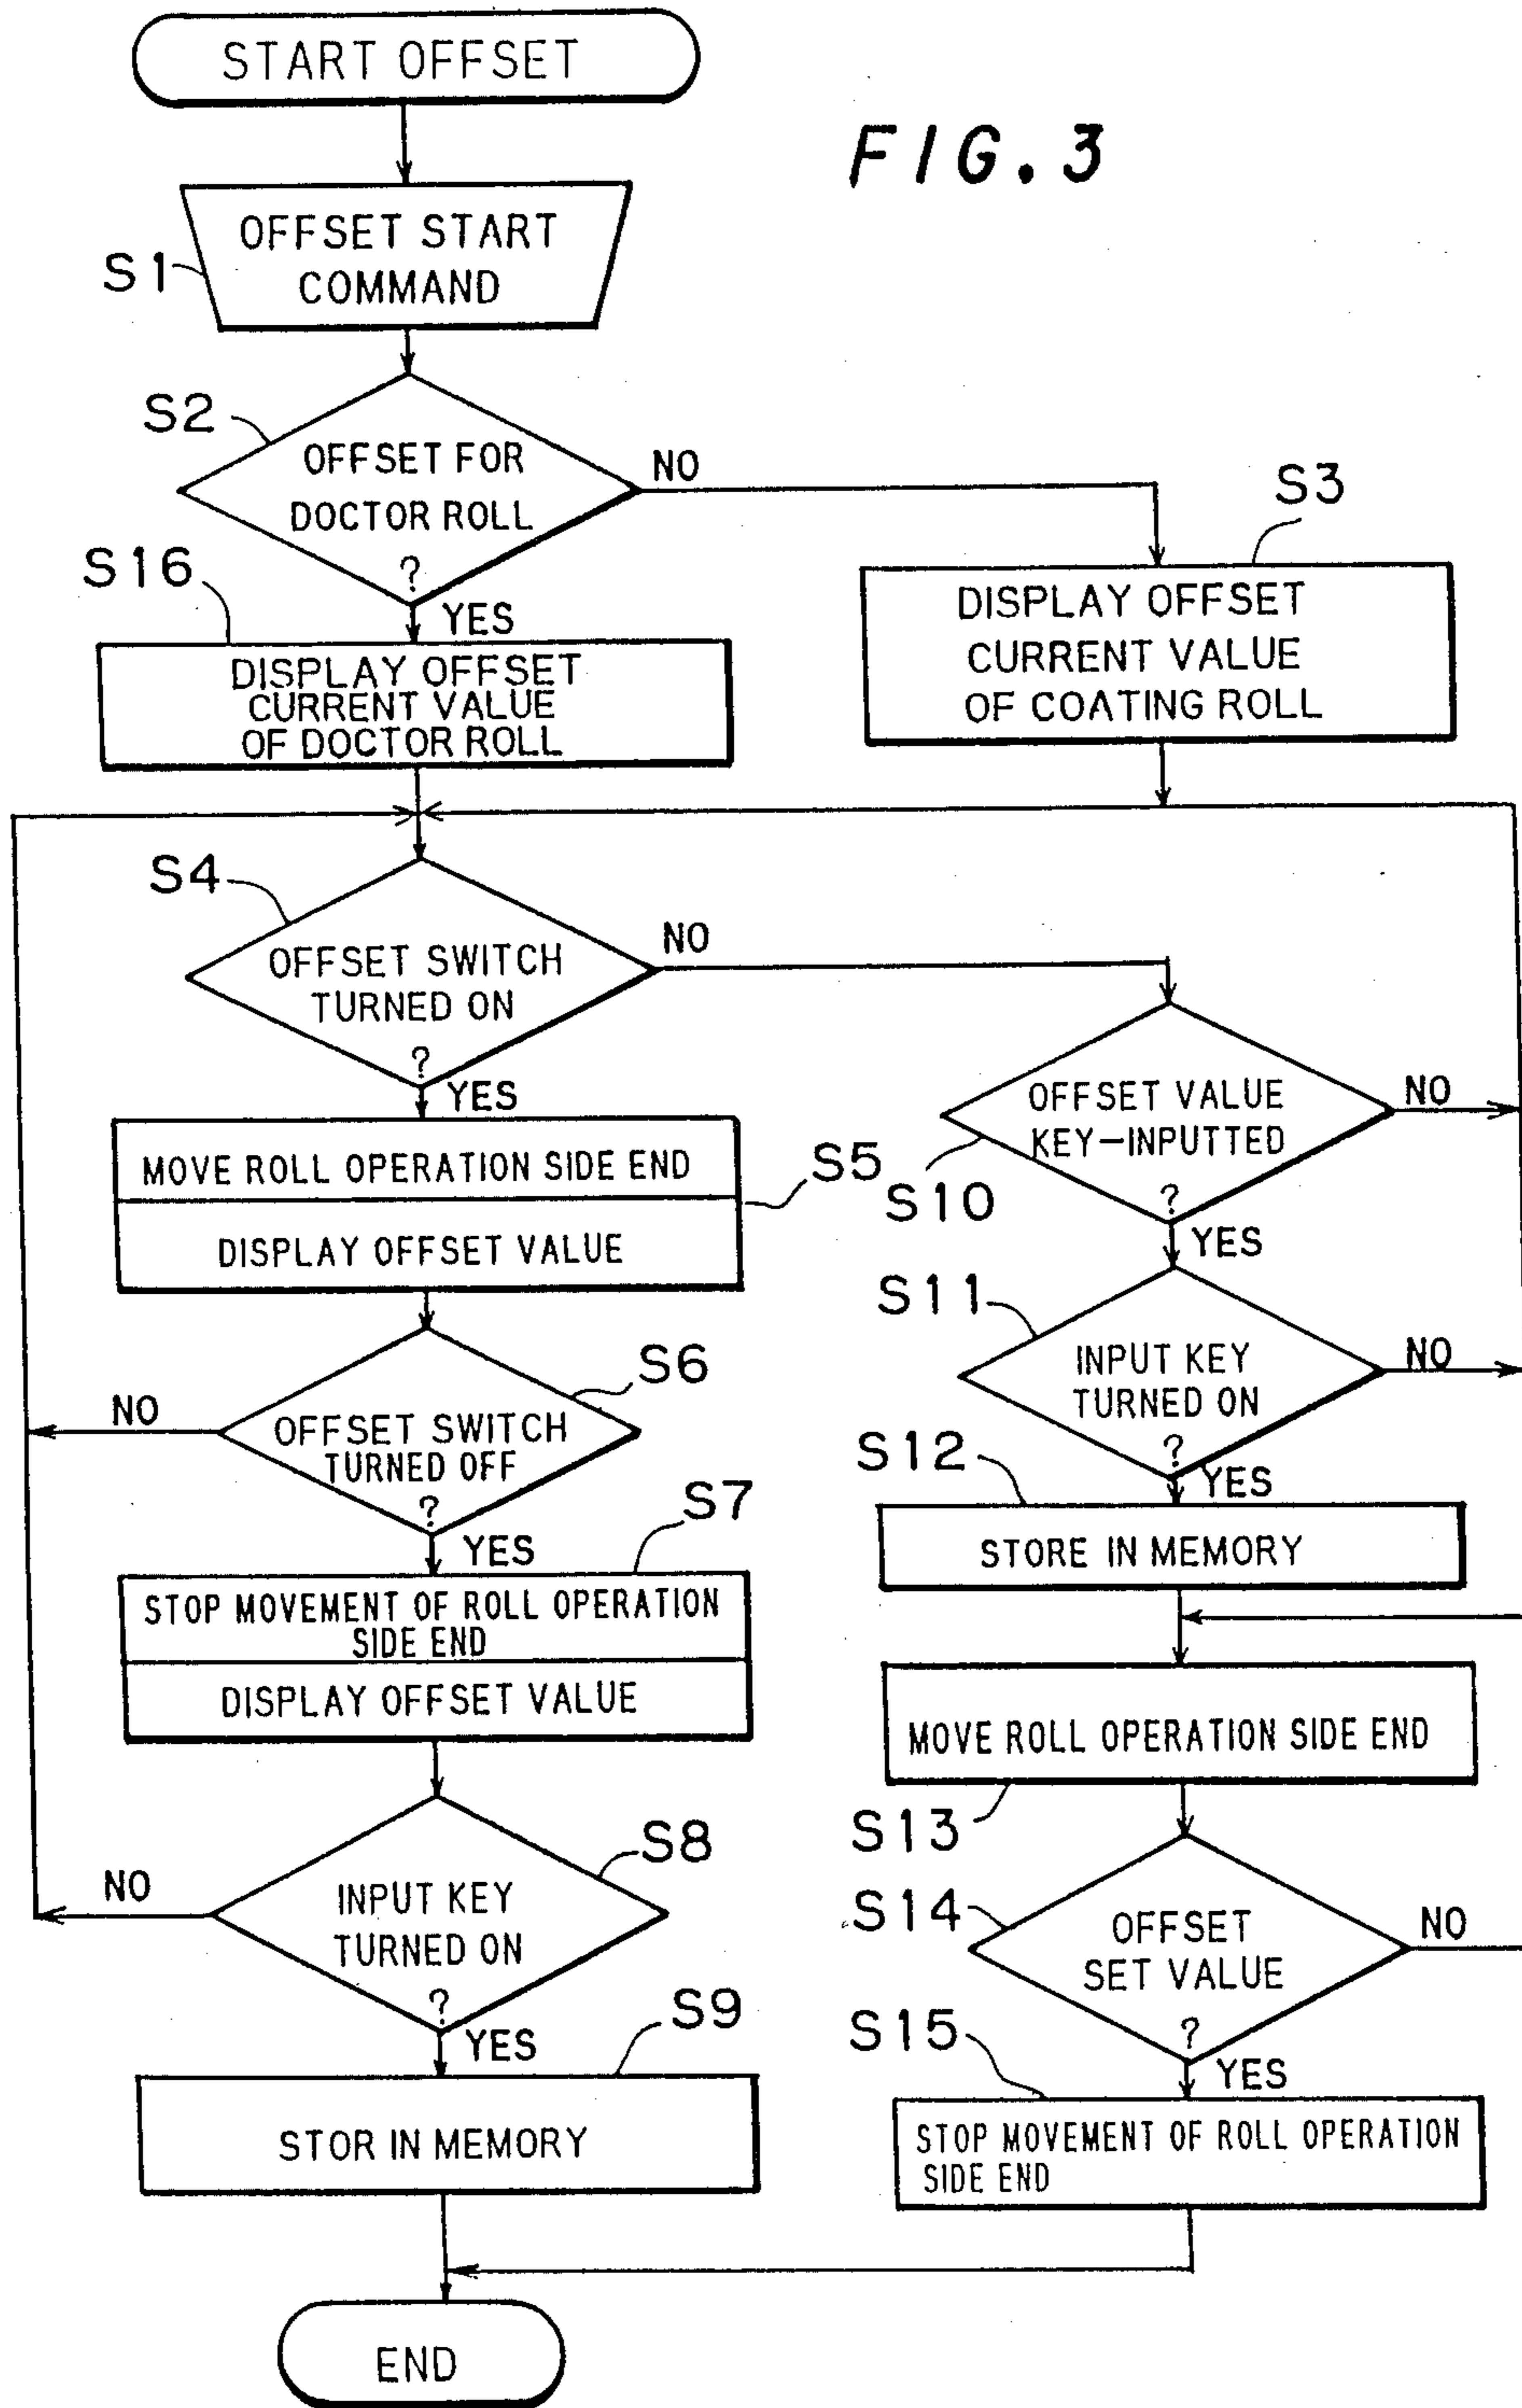 START OFFSET
FIG. 3
OFFSET START
COMMAND
S1
S2
OFFSET FOR
DOCTOR ROLL
?
NO
YES
S3
DISPLAY OFFSET
CURRENT VALUE
OF COATING ROLL
S16
DISPLAY OFFSET
CURRENT VALUE
OF DOCTOR ROLL
S4
OFFSET SWITCH
TURNED ON
?
NO
YES
MOVE ROLL OPERATION SIDE END
DISPLAY OFFSET VALUE
S5
S6
OFFSET SWITCH
TURNED OFF
?
NO
YES
S7
STOP MOVEMENT OF ROLL OPERATION
SIDE END
DISPLAY OFFSET VALUE
S8
INPUT KEY
TURNED ON
?
NO
YES
S9
STOR IN MEMORY
OFFSET VALUE
KEY-INPUTTED
?
S10
NO
YES
S11
INPUT KEY
TURNED ON
?
NO
YES
S12
STORE IN MEMORY
MOVE ROLL OPERATION SIDE END
S13
S14
OFFSET
SET VALUE
?
NO
YES
S15
STOP MOVEMENT OF ROLL OPERATION
SIDE END
END